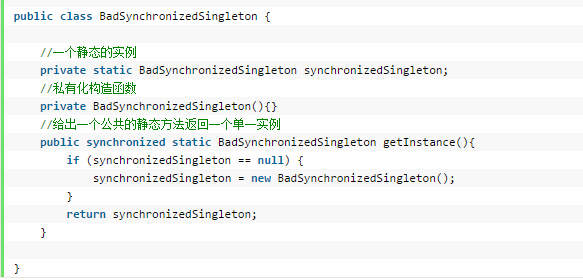 public class BadSynchronizedSingleton {
//一个静态的实例
private static BadSynchronizedSingleton synchronizedSingleton;
//私有化构造函数
private BadSynchronizedSingleton(){}
//给出一个公共的静态方法返回一个单一实例
public synchronized static BadSynchronizedSingleton getInstance(){
if (synchronizedSingleton == null) {
synchronizedSingleton = new BadSynchronizedSingleton();
}
return synchronizedSingleton;
}
}